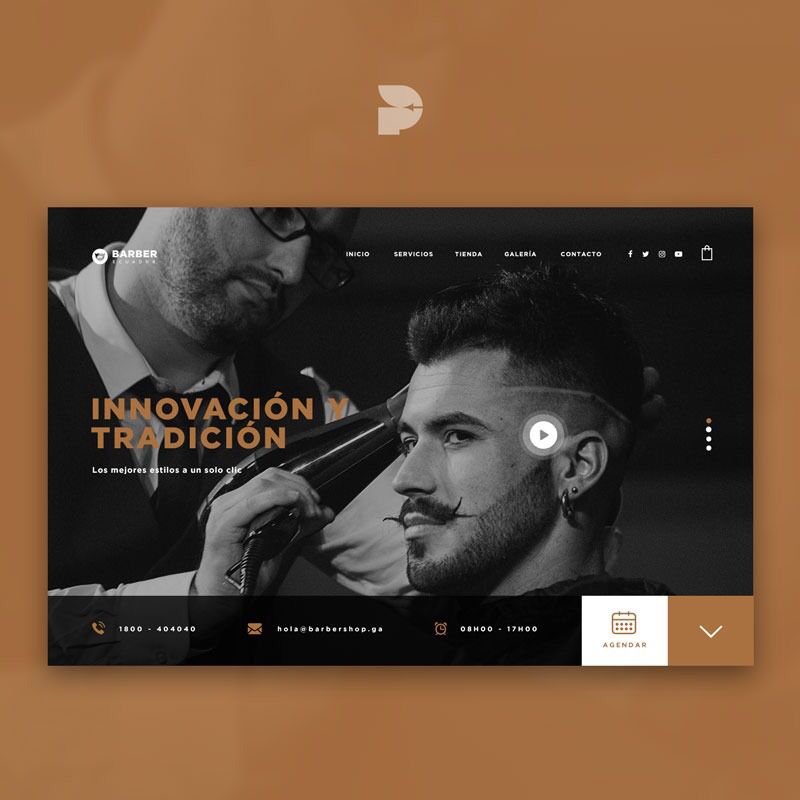 BARBER
ECUADOR
INICIO SERVICIOS TIENDA GALERÍA CONTACTO
INNOVACIÓN Y
TRADICIÓN
Los mejores estilos a un solo clic
1800 - 404040 hola@barbershop.ga 08H00 - 17H00
AGENDAR